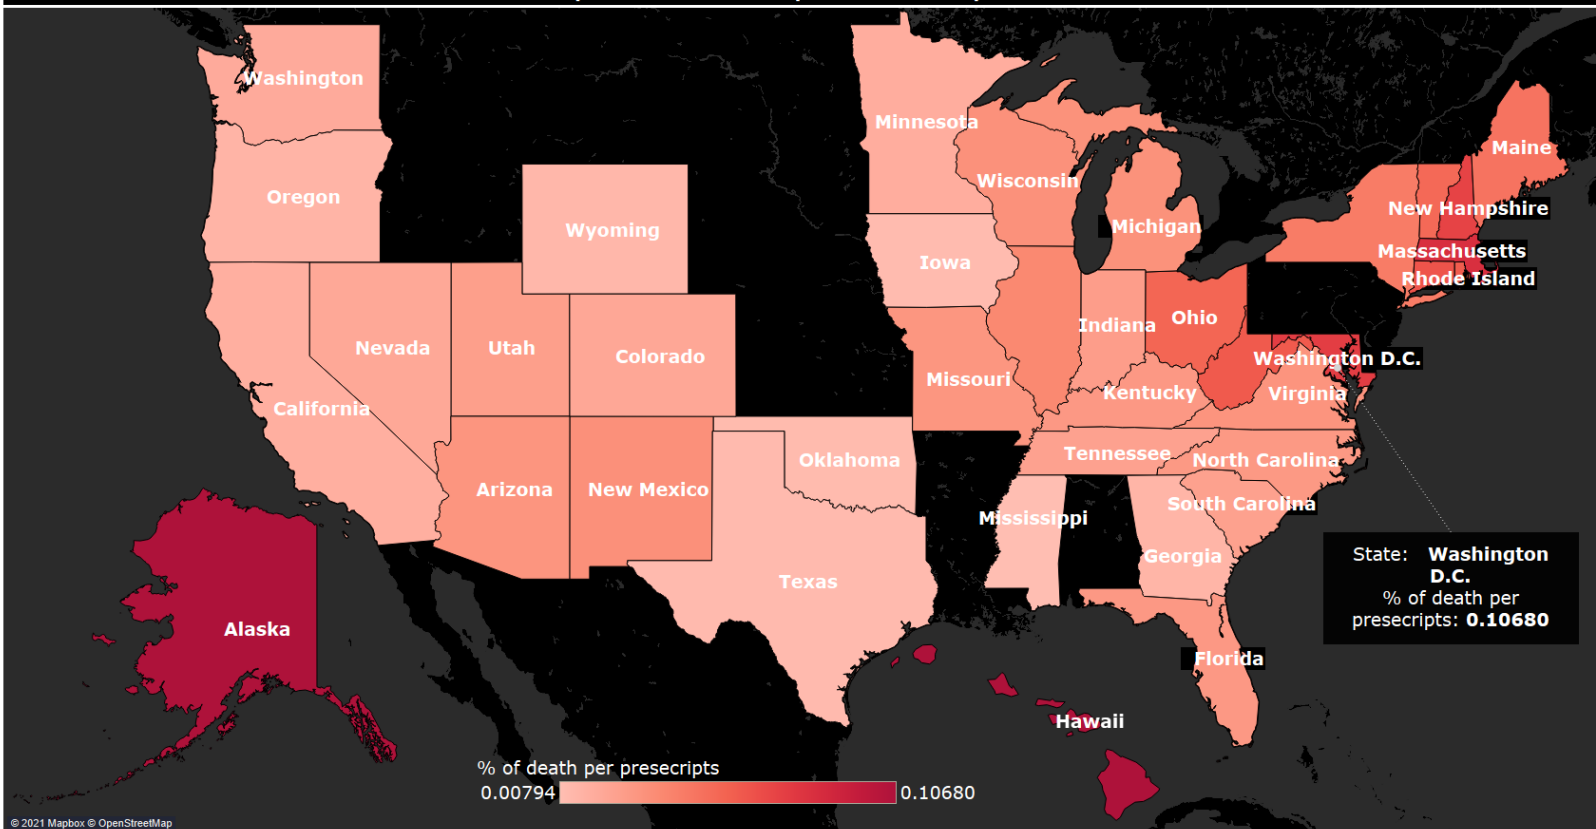 Washington
Minnesota
Maine
Wisconsin
Oregon
New Hampshire
Wyoming
Michigan
Massachusetts
Iowa
Rhode Island
Ohio
Indiana
Nevada
Utah
Colorado
Washington D.C.
Missouri
Kentucky
Virginia
California
Tennessee
North Carolina
Oklahoma
Arizona
New Mexico
South Carolina
Mississippi
Georgia
Texas
State: Washington
D.C.
% of death per
presecripts: 0.10680
Alaska
Florida
Hawaii
% of death per presecripts
0.00794
0.10680
© 2021 Mapbox © OpenStreetMap